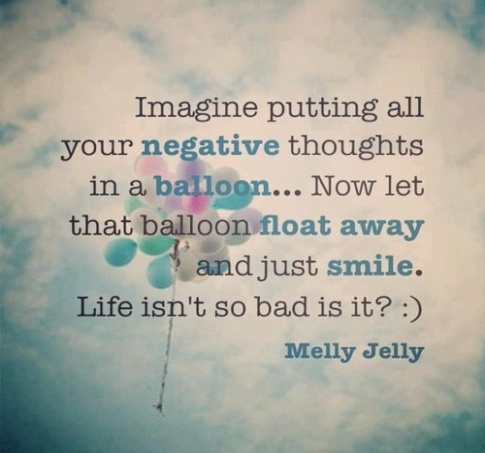 Imagine putting all
your negative thoughts
in a balloon... Now let
that balloon float away
and just smile.
Life isn't so bad is it? :)
Melly Jelly